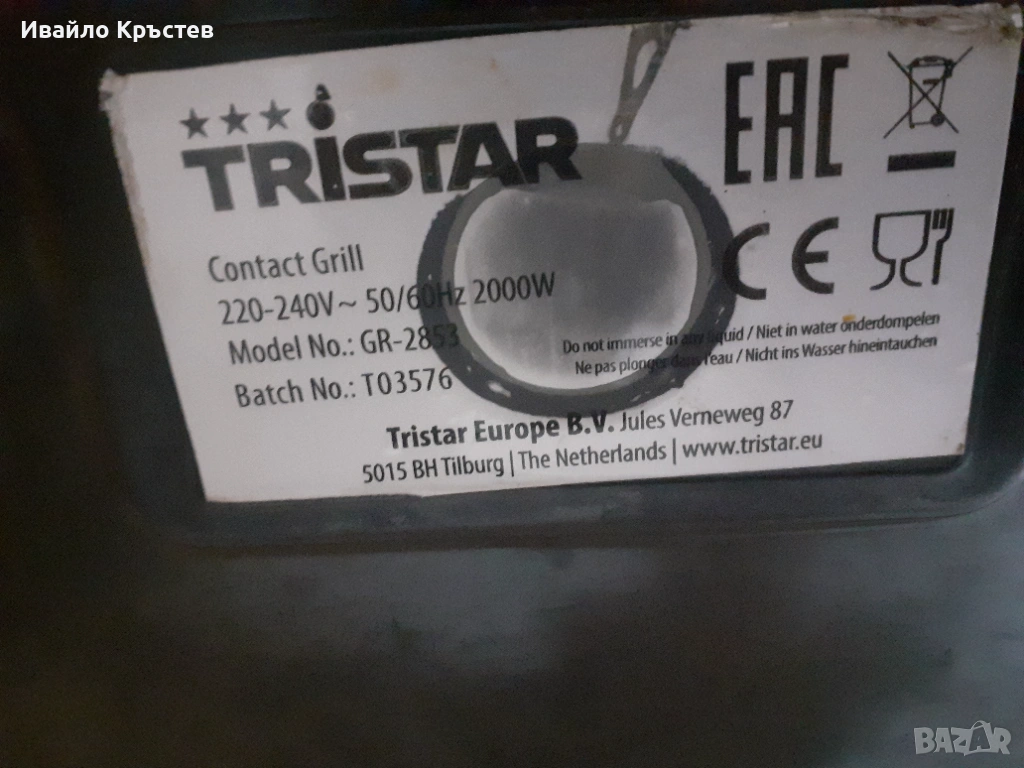 Ивайло Кръстев
TRISTAR
EAC
CE
Contact Grill
220-240V~ 50/60Hz 2000W
Model No.: GR-2853
Batch No.: TO3576
Do not immerse in any liquid / Niet in water onderdompelen
Ne pas plonger dans l'eau / Nicht ins Wasser hineintauchen
Tristar Europe B.V. Jules Verneweg 87
5015 BH Tilburg | The Netherlands | www.tristar.eu
BAZAR